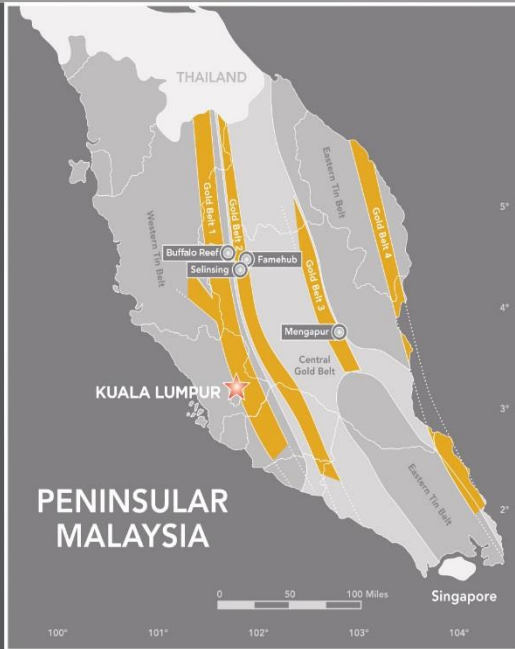 THAILAND
Eastern Tin Belt
Gold Belt 4
Gold Belt 1
Gold Belt 2
Western Tin Belt
5°
Buffalo Reef
Famehub
Selinsing
Gold Belt 3
4°
Mengapur
Central
Gold Belt
KUALA LUMPUR
3°
Eastern Tin Belt
PENINSULAR
MALAYSIA
2°
Singapore
0 50 100 Miles
100° 101° 102° 103° 104°